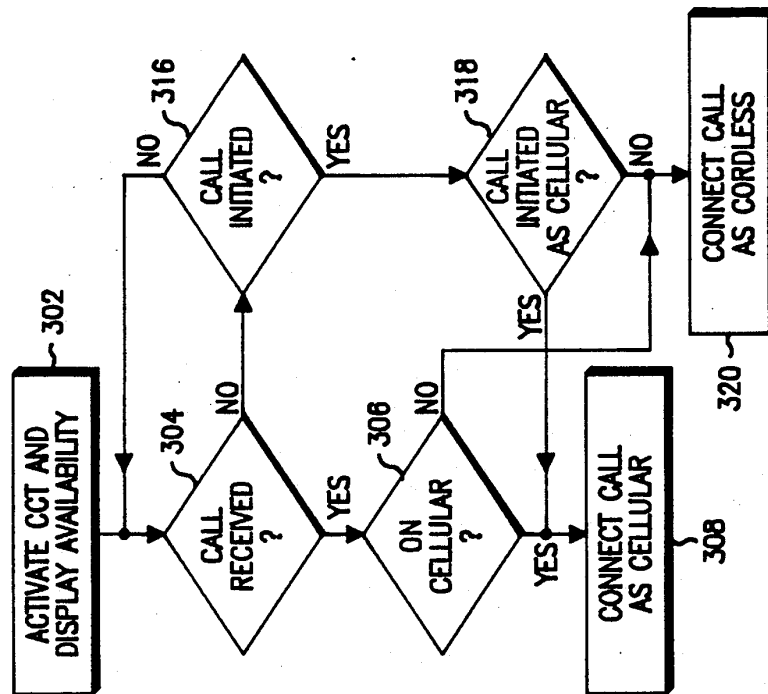 ACTIVATE CCT AND
DISPLAY AVAILABILITY
302
CALL
RECEIVED
?
304
NO
YES
CALL
INITIATED
?
316
NO
YES
ON
CELLULAR
?
306
NO
YES
CALL
INITIATED
AS CELLULAR
?
318
YES
NO
CONNECT CALL
AS CELLULAR
308
CONNECT CALL
AS CORDLESS
320